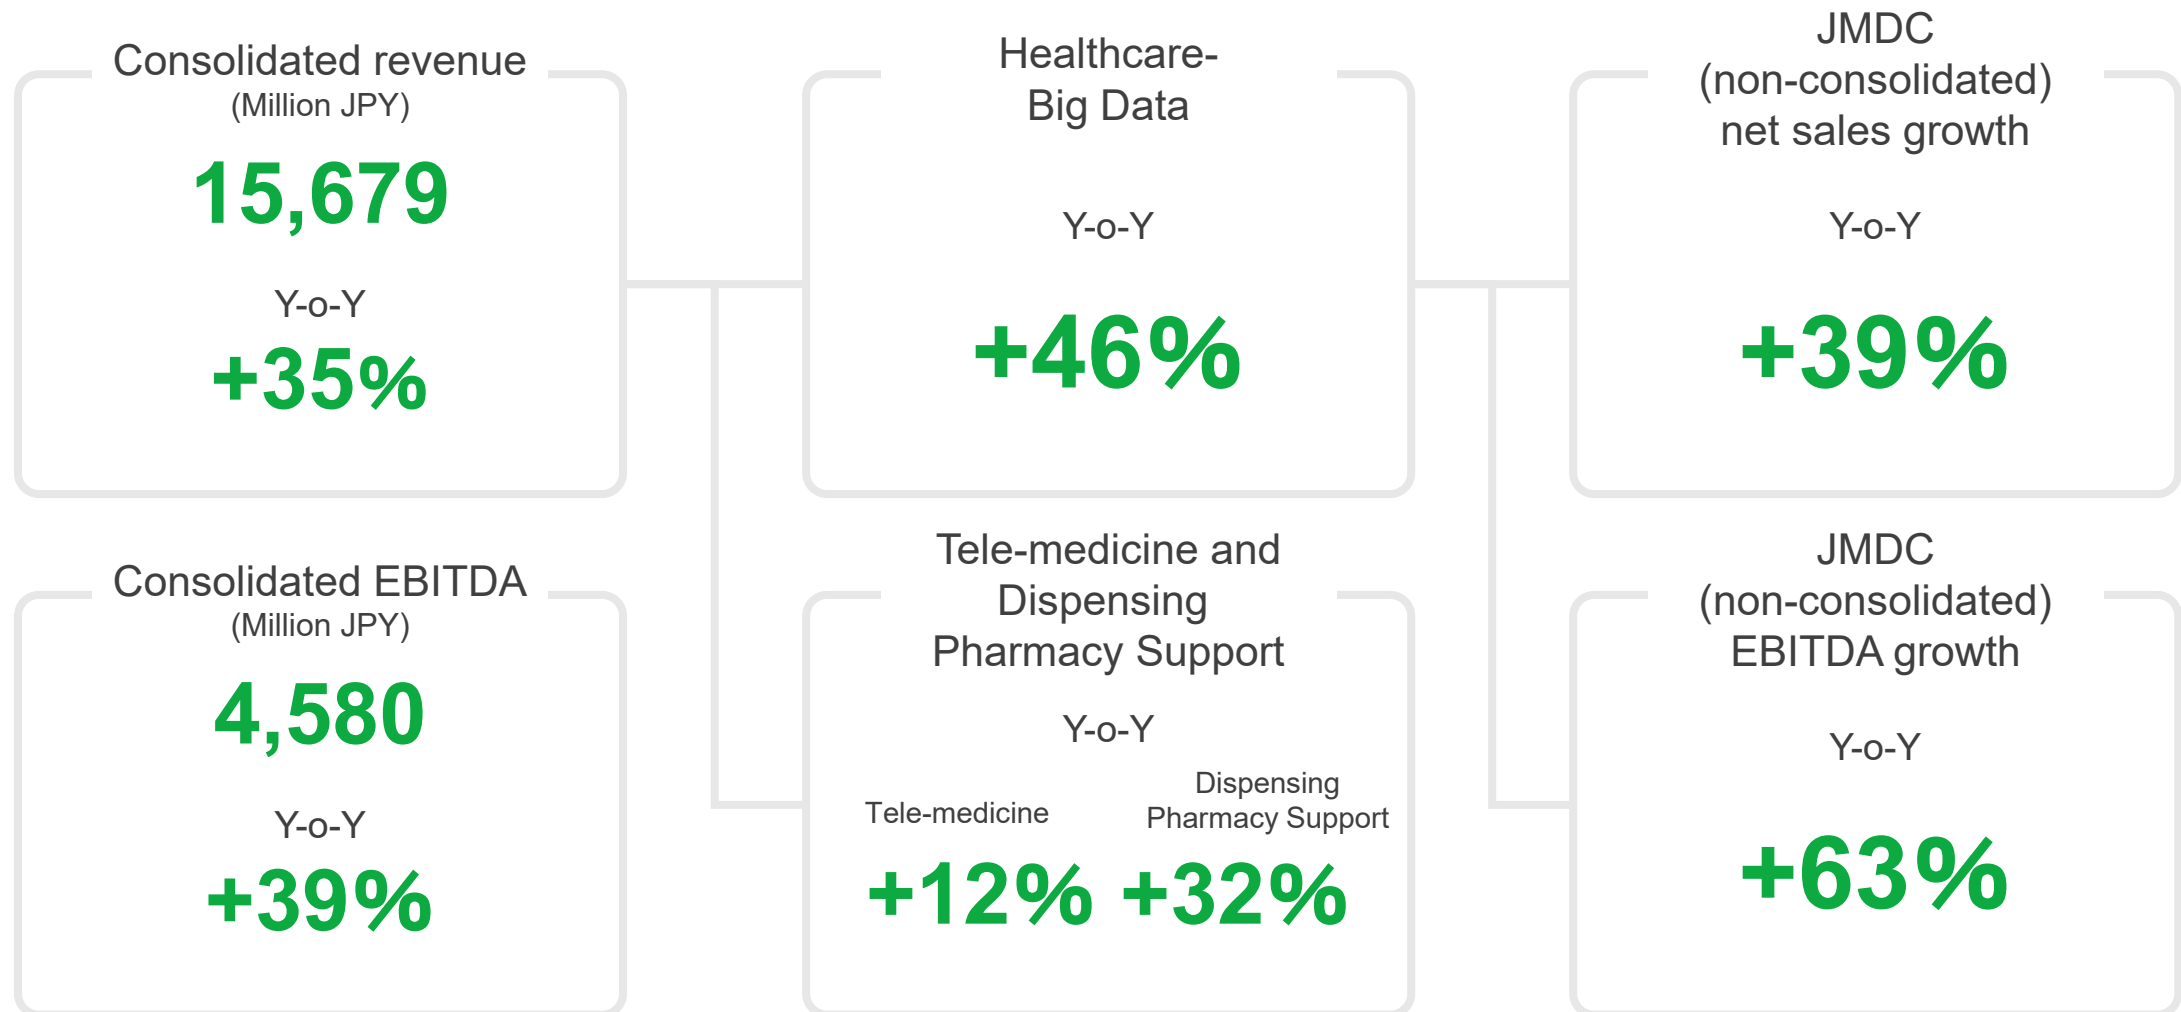 Consolidated revenue
(Million JPY)
15,679
Y-o-Y
+35%
Healthcare-
Big Data
Y-o-Y
+46%
JMDC
(non-consolidated)
net sales growth
Y-o-Y
+39%
Consolidated EBITDA
(Million JPY)
4,580
Y-o-Y
+39%
Tele-medicine and
Dispensing
Pharmacy Support
Y-o-Y
Tele-medicine
+12%
Dispensing
Pharmacy Support
+32%
JMDC
(non-consolidated)
EBITDA growth
Y-o-Y
+63%